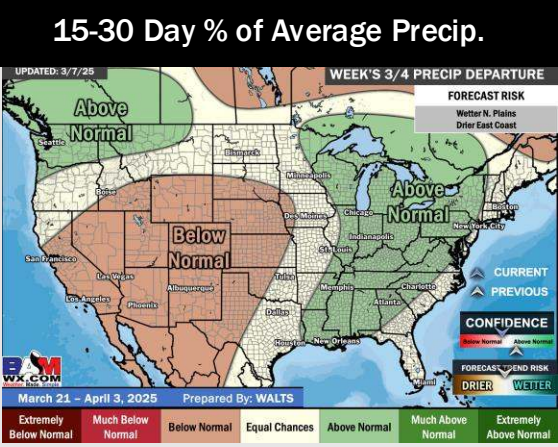 15-30 Day % of Average Precip.
UPDATED: 3/7/25
WEEK'S 3/4 PRECIP DEPARTURE
FORECAST RISK
Wetter N. Plains
Drier East Coast
Above
Normal
Seattle
Bismarck
Minneapolis
Boise
Above
Normal
Boston
New York City
Des Moines
Chicago
Below
Normal
Indianapolis
San Francisco
St. Louis
Las Vegas
Albuquerque
Tulsa
Memphis
Charlotte
Los Angeles
Phoenix
Atlanta
Dallas
Houston
New Orleans
Miami
CURRENT
PREVIOUS
CONFIDENCE
Below Normal Above Normal
FORECAST TREND RISK
DRIER WETTER
BAM
WX.COM
March 21 – April 3, 2025 Prepared By: WALTS
Extremely Below Normal
Much Below Normal
Below Normal
Equal Chances
Above Normal
Much Above Normal
Extremely Above Normal